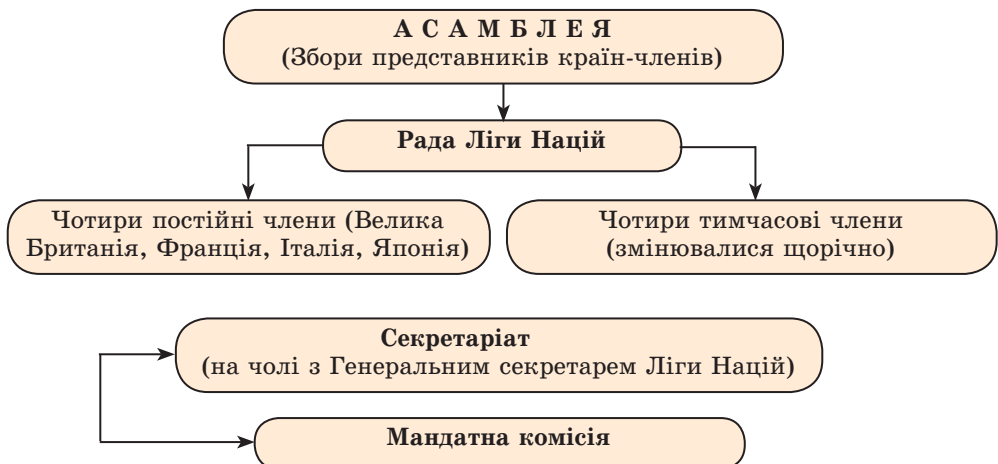 АСАМБЛЕЯ
(Збори представників країн-членів)
Рада Ліги Націй
Чотири постійні члени (Велика
Британія, Франція, Італія, Японія)
Чотири тимчасові члени
(змінювалися щорічно)
Секретаріат
(на чолі з Генеральним секретарем Ліги Націй)
Мандатна комісія